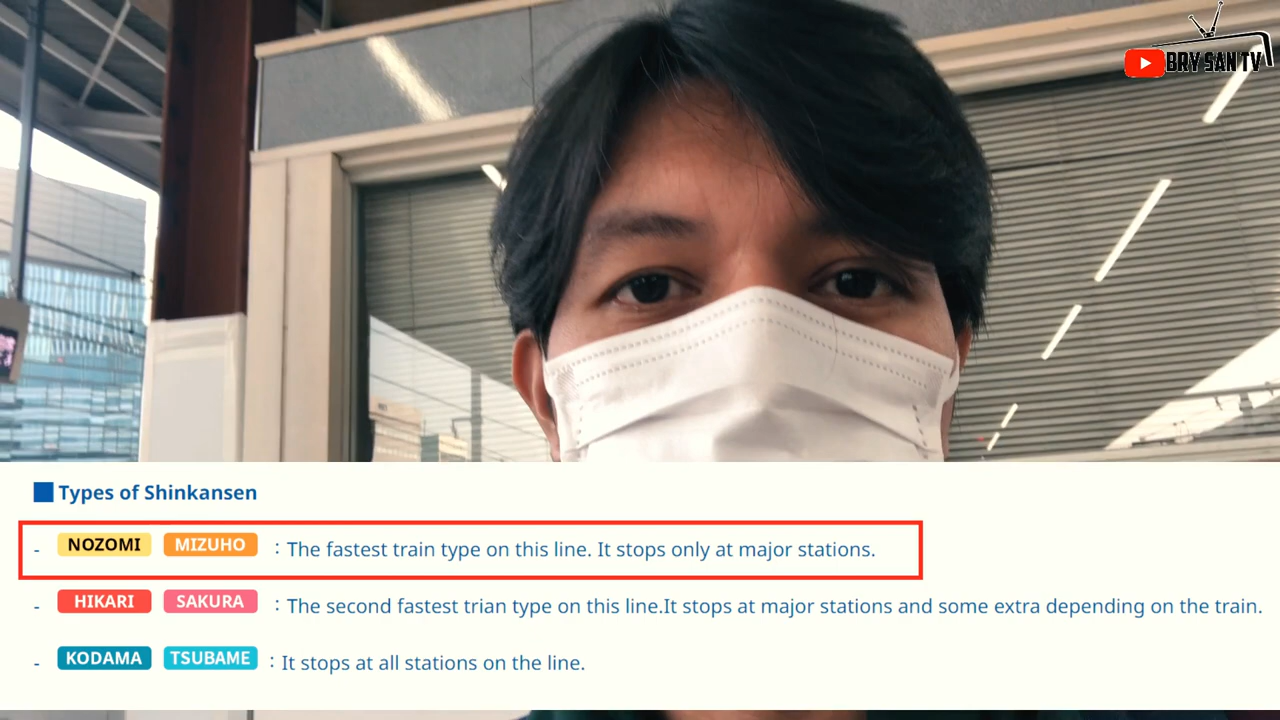 BRY SAN TV
Types of Shinkansen
- NOZOMI MIZUHO : The fastest train type on this line. It stops only at major stations.
- HIKARI SAKURA : The second fastest trian type on this line.It stops at major stations and some extra depending on the train.
- KODAMA TSUBAME : It stops at all stations on the line.